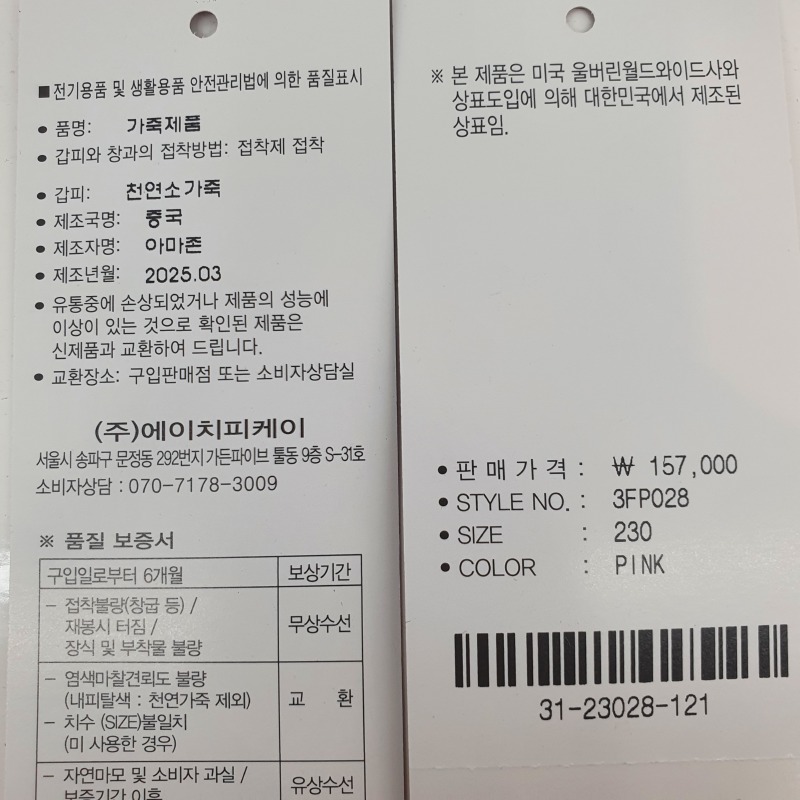 ■전기용품 및 생활용품 안전관리법에 의한 품질표시
● 품명: 가죽제품
● 갑피와 창과의 접착방법: 접착제 접착
● 갑피: 천연소가죽
● 제조국명: 중국
● 제조자명: 아마존
● 제조년월: 2025.03
● 유통중에 손상되었거나 제품의 성능에
이상이 있는 것으로 확인된 제품은
신제품과 교환하여 드립니다.
● 교환장소: 구입판매점 또는 소비자상담실
(주)에이치피케이
서울시 송파구 문정동 292번지 가든파이브 툴동 9층 S-31호
소비자상담 : 070-7178-3009
※ 품질 보증서
구입일로부터 6개월 보상기간
- 접착불량(창급 등) /
재봉시 터짐 /
장식 및 부착물 불량
무상수선
- 염색마찰견뢰도 불량
(내피탈색 : 천연가죽 제외)
- 치수 (SIZE)불일치
(미 사용한 경우)
교 환
- 자연마모 및 소비자 과실 /
보증기간 이후
유상수선
※ 본 제품은 미국 울버린월드와이드사와
상표도입에 의해 대한민국에서 제조된
상표임.
● 판매가격 : ₩ 157,000
● STYLE NO. : 3FP028
● SIZE : 230
● COLOR : PINK
31-23028-121